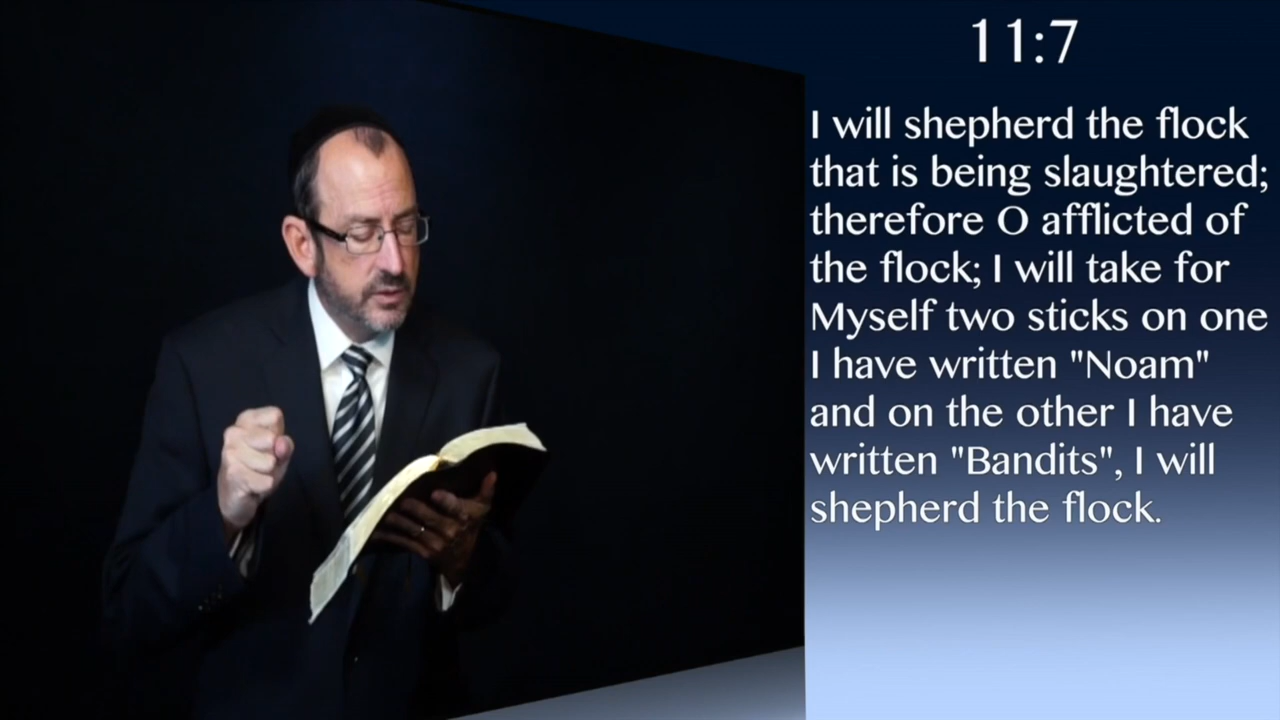 11:7
I will shepherd the flock
that is being slaughtered;
therefore O afflicted of
the flock; I will take for
Myself two sticks on one
I have written "Noam"
and on the other I have
written "Bandits", I will
shepherd the flock.